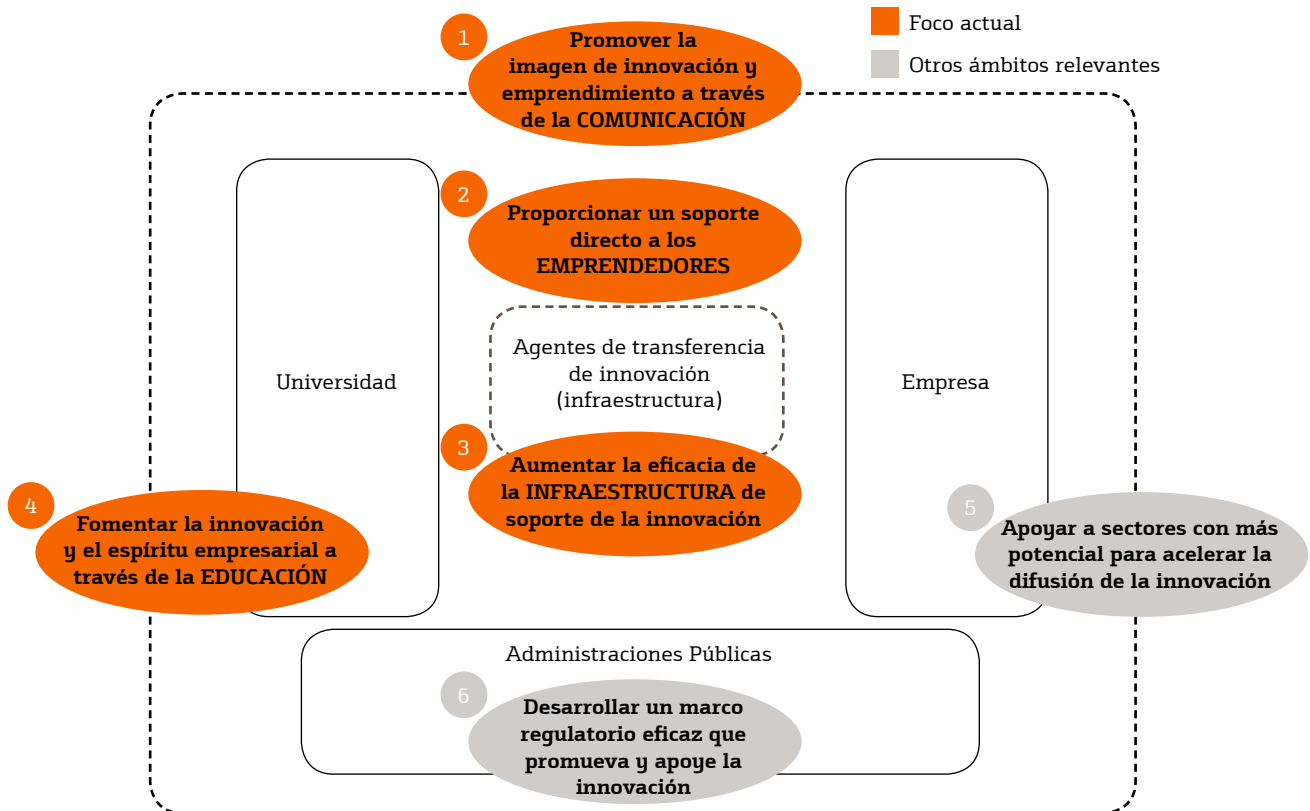 Foco actual
Otros ámbitos relevantes
1
Promover la
imagen de innovación y
emprendimiento a través
de la COMUNICACIÓN
2
Proporcionar un soporte
directo a los
EMPRENDEDORES
Universidad
Agentes de transferencia
de innovación
(infraestructura)
Empresa
3
Aumentar la eficacia de
la INFRAESTRUCTURA de
soporte de la innovación
4
Fomentar la innovación
y el espíritu empresarial a
través de la EDUCACIÓN
5
Apoyar a sectores con más
potencial para acelerar la
difusión de la innovación
Administraciones Públicas
6
Desarrollar un marco
regulatorio eficaz que
promueva y apoye la
innovación